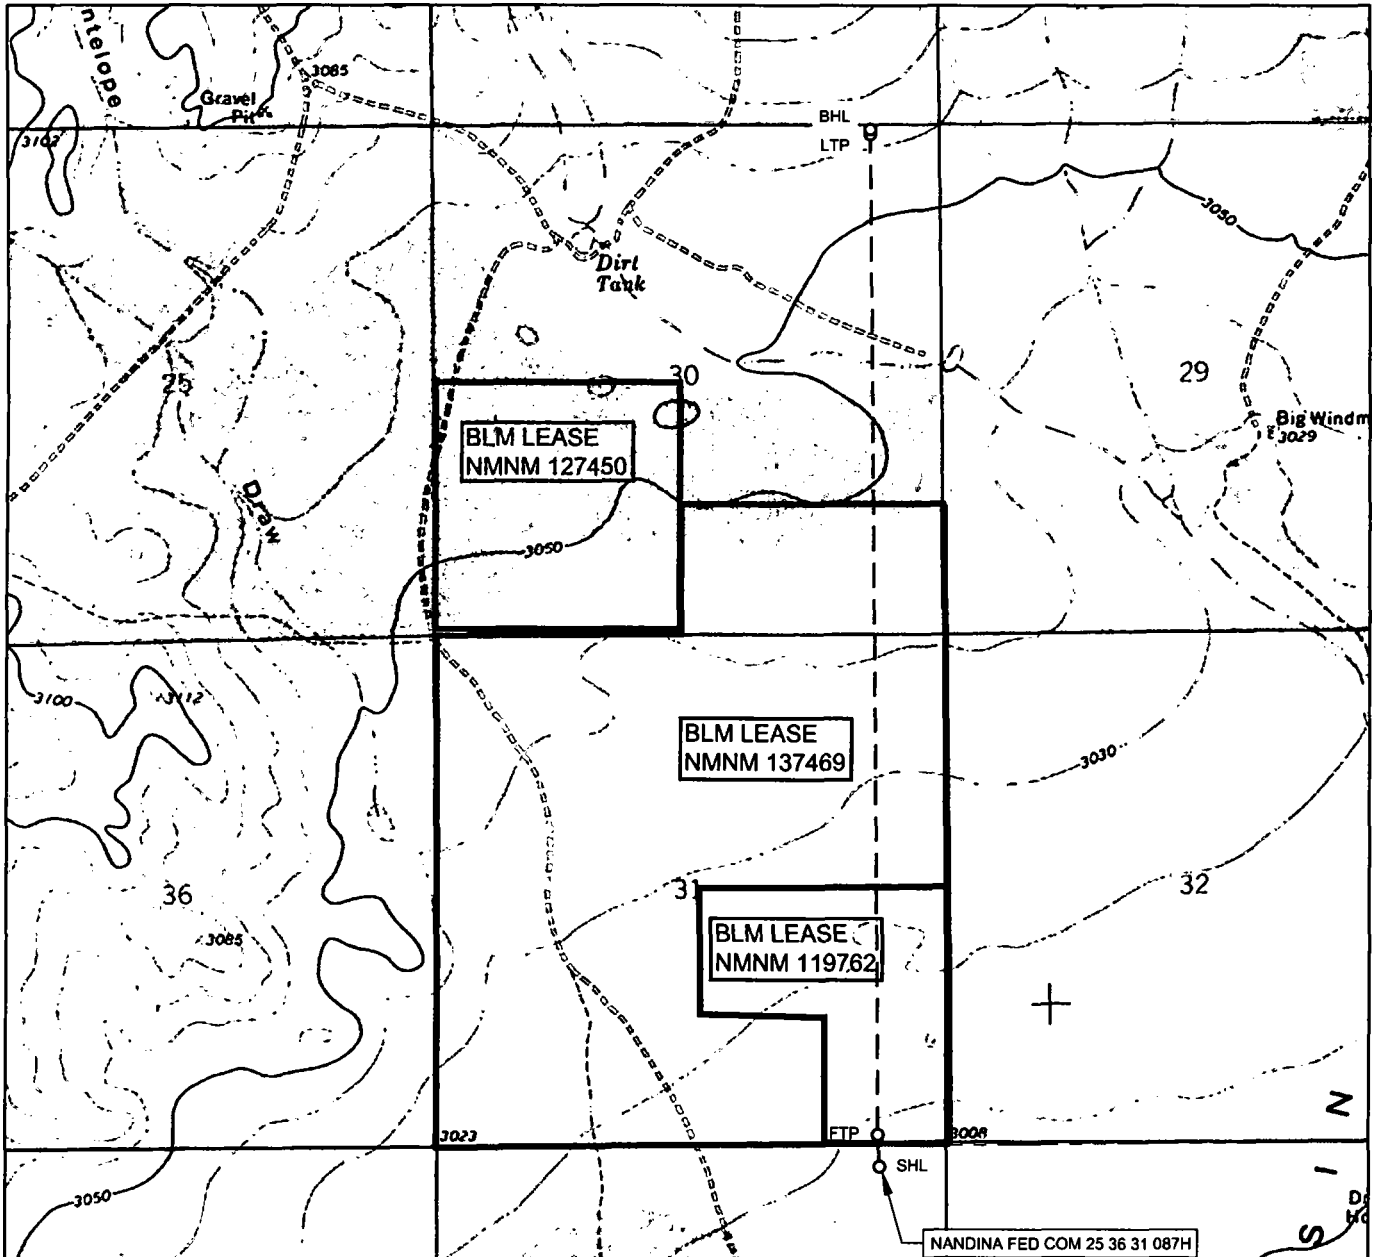 ntelope
3085
Gravel
Pit
3102
BHL
LTP
3050
Dirt
Tank
25
30
29
BLM LEASE
NMNM 127450
Big Windm
3029
Draw
3050
3100
3112
BLM LEASE
NMNM 137469
3030
36
31
32
3085
BLM LEASE
NMNM 119762
N
3023
FTP
3008
SHL
I
3050
S
NANDINA FED COM 25 36 31 087H